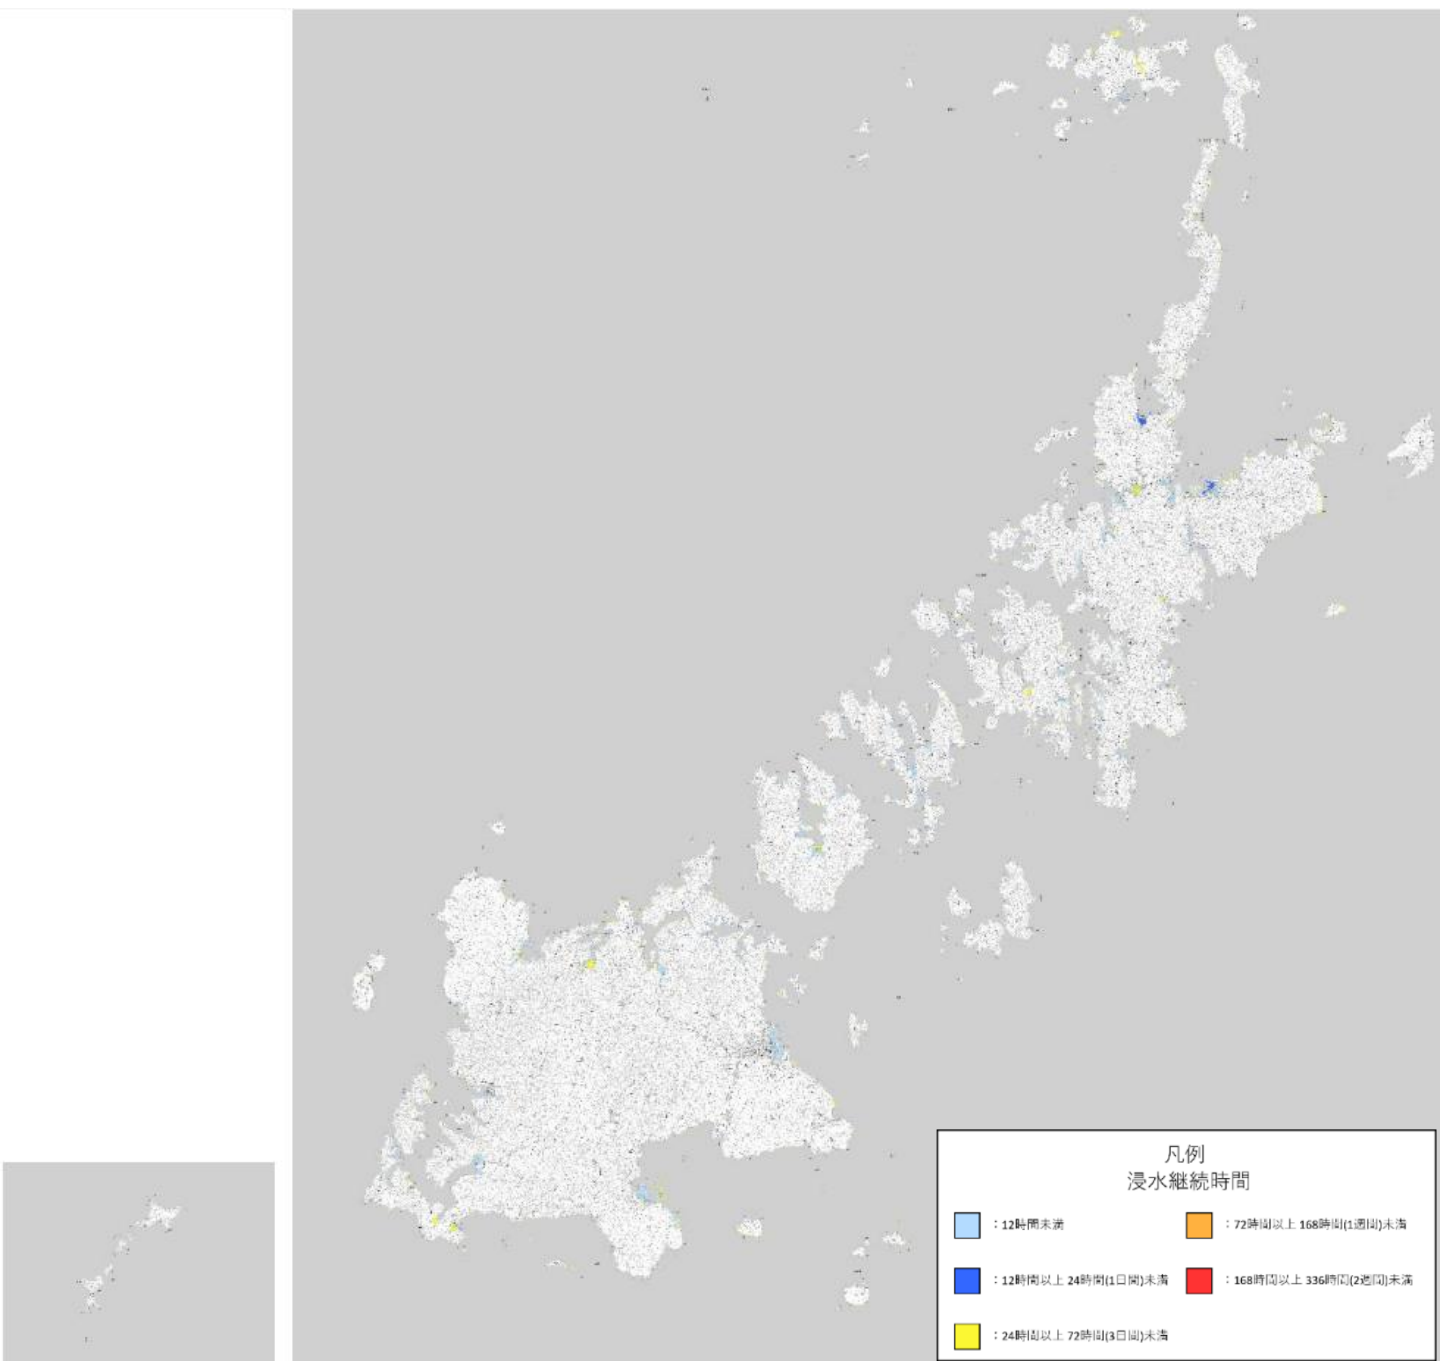 凡例
浸水継続時間
：12時間未満
：72時間以上 168時間(1週間)未満
：12時間以上 24時間(1日間)未満
：168時間以上 336時間(2週間)未満
：24時間以上 72時間(3日間)未満